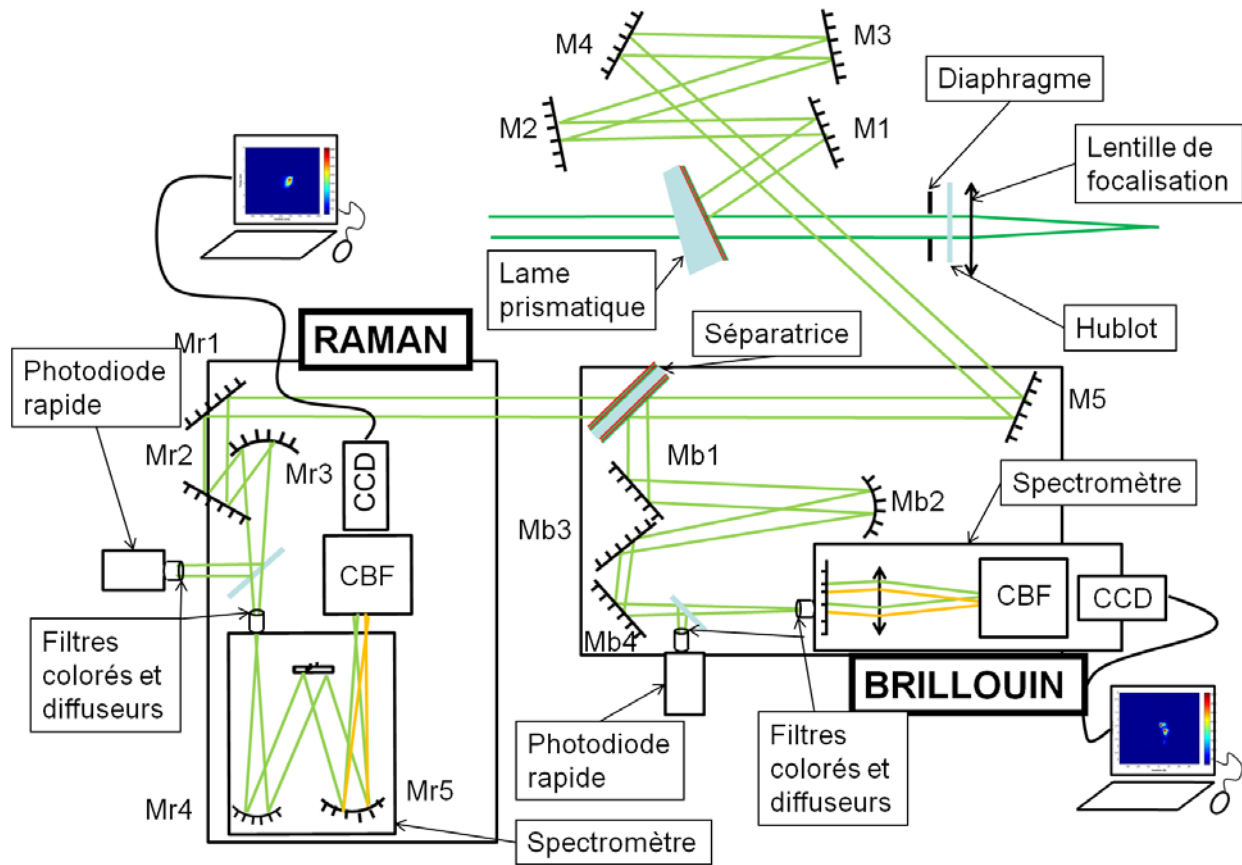 M4
M3
Diaphragme
M2
M1
Lentille de
focalisation
Lame
prismatique
Hublot
RAMAN
Séparatrice
Mr1
Photodiode
rapide
M5
Mr2
Mr3
CCD
Mb1
Mb2
Spectromètre
Mb3
CBF
CBF
CCD
Mb4
Filtres
colorés et
diffuseurs
BRILLOUIN
Photodiode
rapide
Filtres
colorés et
diffuseurs
Mr4
Mr5
Spectromètre